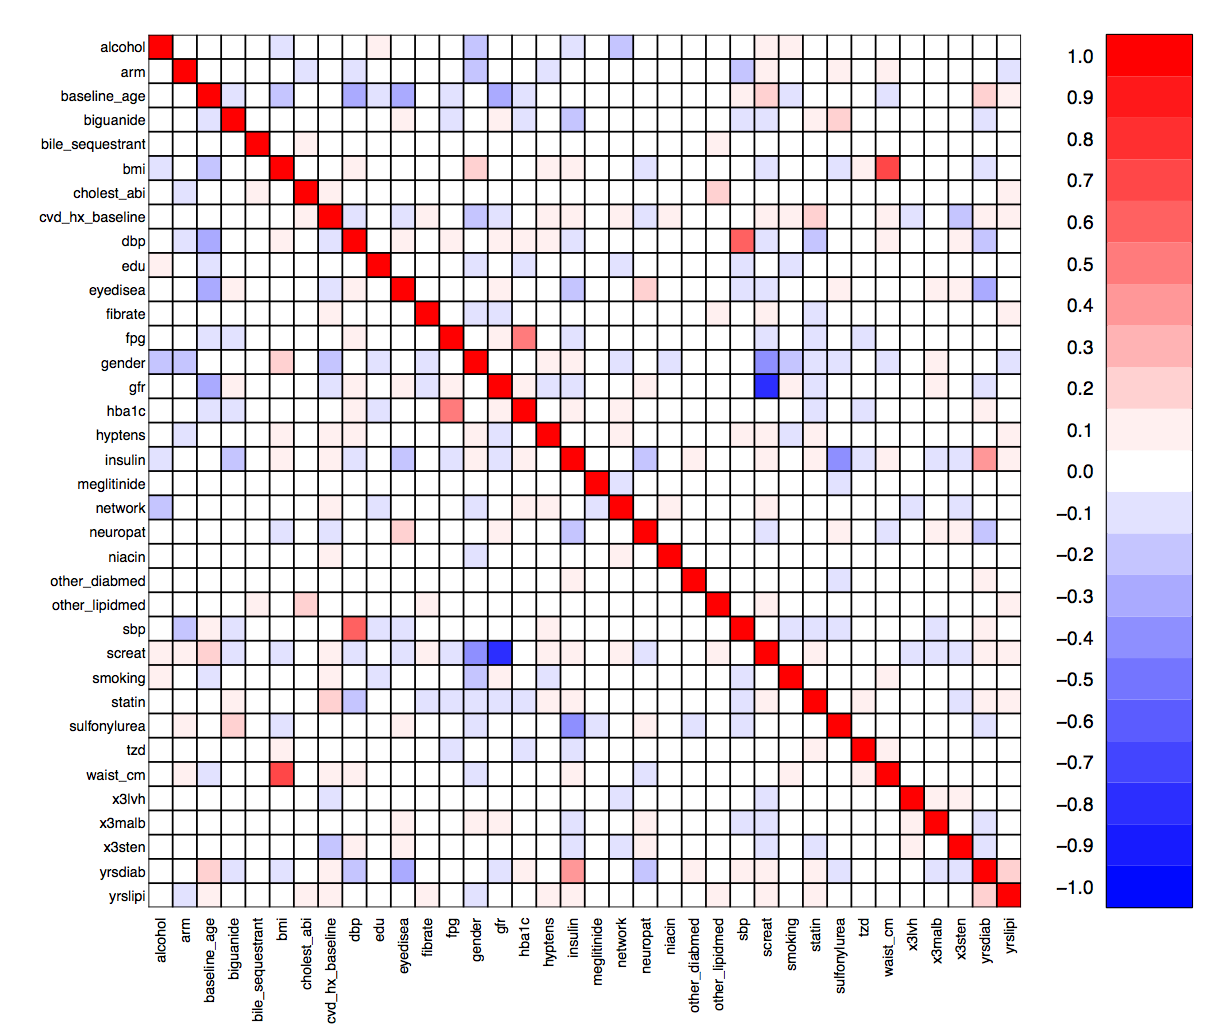 alcohol
arm
baseline_age
biguanide
bile_sequestrant
bmi
cholest_abi
cvd_hx_baseline
dbp
edu
eyedisea
fibrate
fpg
gender
gfr
hba1c
hyptens
insulin
meglitinide
network
neuropat
niacin
other_diabmed
other_lipidmed
sbp
screat
smoking
statin
sulfonylurea
tzd
waist_cm
x3lvh
x3malb
x3sten
yrsdiab
yrslipi
alcohol
arm
baseline_age
biguanide
bile_sequestrant
bmi
cholest_abi
cvd_hx_baseline
dbp
edu
eyedisea
fibrate
fpg
gender
gfr
hba1c
hyptens
insulin
meglitinide
network
neuropat
niacin
other_diabmed
other_lipidmed
sbp
screat
smoking
statin
sulfonylurea
tzd
waist_cm
x3lvh
x3malb
x3sten
yrsdiab
yrslipi
1.0
0.9
0.8
0.7
0.6
0.5
0.4
0.3
0.2
0.1
0.0
−0.1
−0.2
−0.3
−0.4
−0.5
−0.6
−0.7
−0.8
−0.9
−1.0